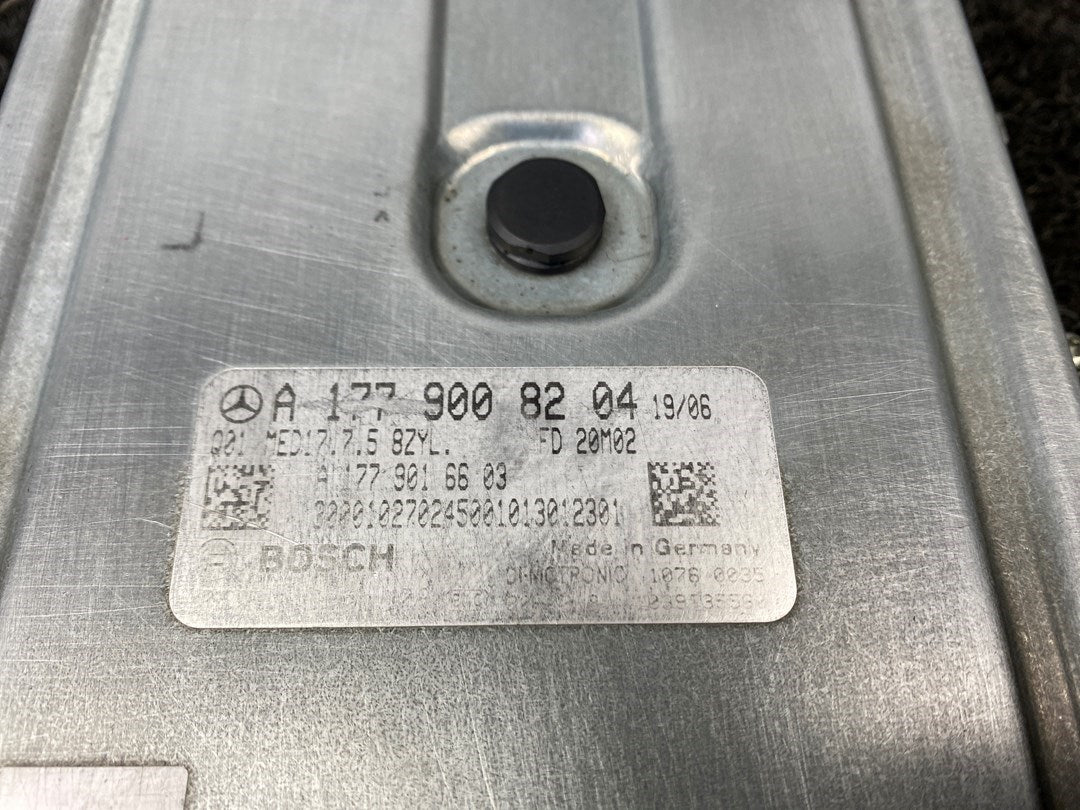 A 177 900 82 04 19/06
Q01 MED17.7.5 8ZYL. FD 20M02
A 177 901 66 03
300010270245001013012301
BOSCH Made in Germany
DI-MOTRONIC 1076 0035